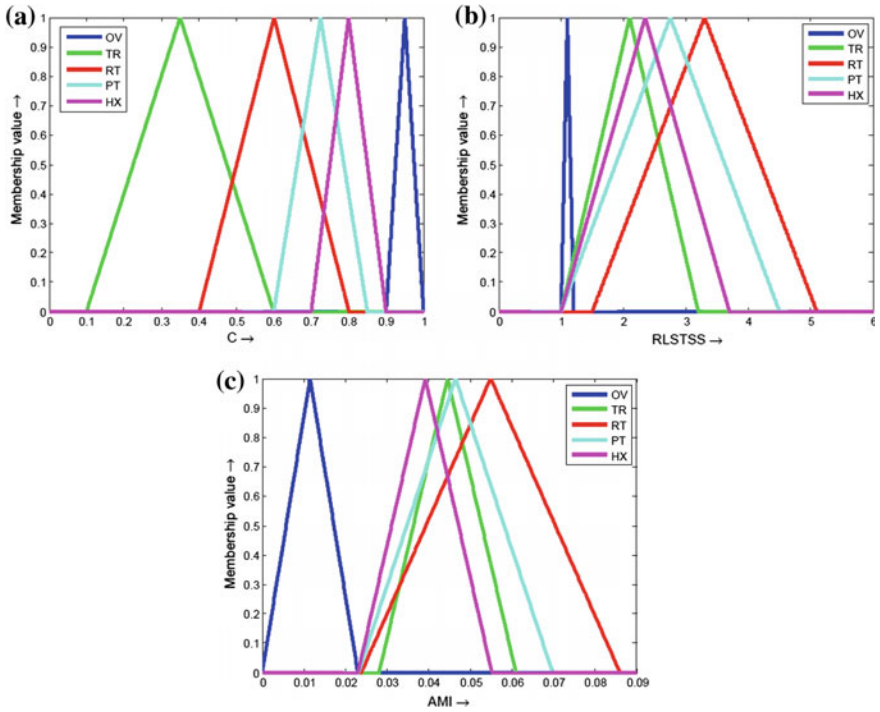 (a)
Membership value →
1
0.9
0.8
0.7
0.6
0.5
0.4
0.3
0.2
0.1
0
OV
TR
RT
PT
HX
0.1 0.2 0.3 0.4 0.5 0.6 0.7 0.8 0.9 1
C →
(b)
Membership value →
1
0.9
0.8
0.7
0.6
0.5
0.4
0.3
0.2
0.1
0
OV
TR
RT
PT
HX
0 1 2 3 4 5 6
RLSTSS →
(c)
Membership value →
1
0.9
0.8
0.7
0.6
0.5
0.4
0.3
0.2
0.1
0
OV
TR
RT
PT
HX
0 0.01 0.02 0.03 0.04 0.05 0.06 0.07 0.08 0.09
AMI →